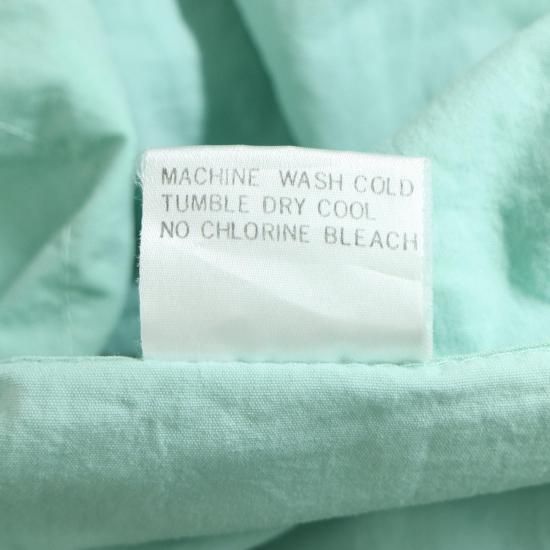 MACHINE WASH COLD
TUMBLE DRY COOL
NO CHLORINE BLEACH